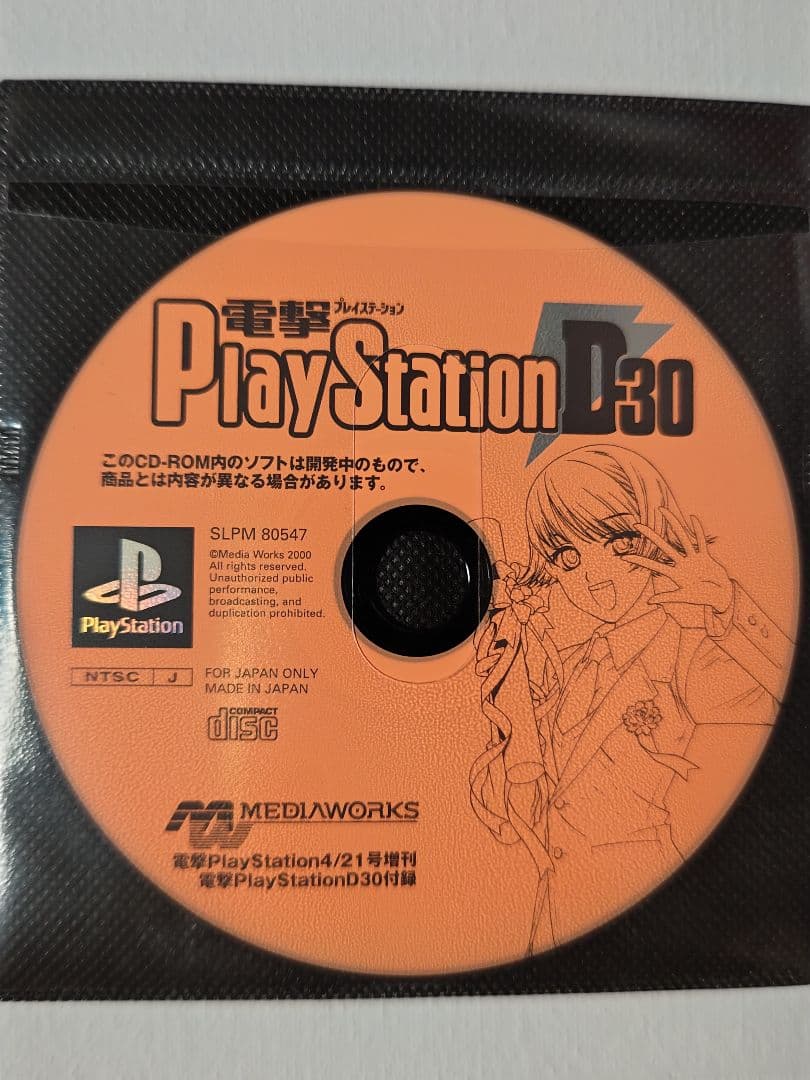 電撃 プレイステーション
PlayStation D30
このCD-ROM内のソフトは開発中のもので、
商品とは内容が異なる場合があります。
SLPM 80547
©Media Works 2000
All rights reserved.
Unauthorized public
performance,
broadcasting, and
duplication prohibited.
PlayStation
NTSC J
FOR JAPAN ONLY
MADE IN JAPAN
COMPACT
disc
MW MEDIAWORKS
電撃PlayStation4/21号増刊
電撃PlayStationD30付録